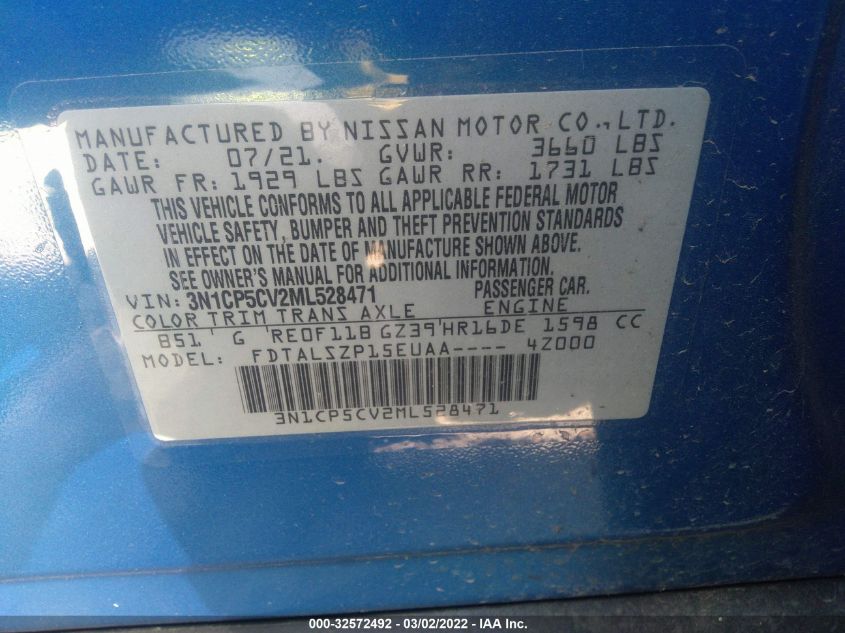 MANUFACTURED BY NISSAN MOTOR CO., LTD.
DATE: 07/21. GVWR: 3660 LBS
GAWR FR: 1929 LBS GAWR RR: 1731 LBS
THIS VEHICLE CONFORMS TO ALL APPLICABLE FEDERAL MOTOR
VEHICLE SAFETY, BUMPER AND THEFT PREVENTION STANDARDS
IN EFFECT ON THE DATE OF MANUFACTURE SHOWN ABOVE.
SEE OWNER'S MANUAL FOR ADDITIONAL INFORMATION.
VIN: 3N1CP5CV2ML528471 PASSENGER CAR.
COLOR TRIM TRANS AXLE ENGINE
B51 G RE0F11B GZ39 HR16DE 1598 CC
MODEL: FDTALSZP15EUAA---- 4Z000
3N1CP5CV2ML528471
000-32572492 - 03/02/2022 - IAA Inc.